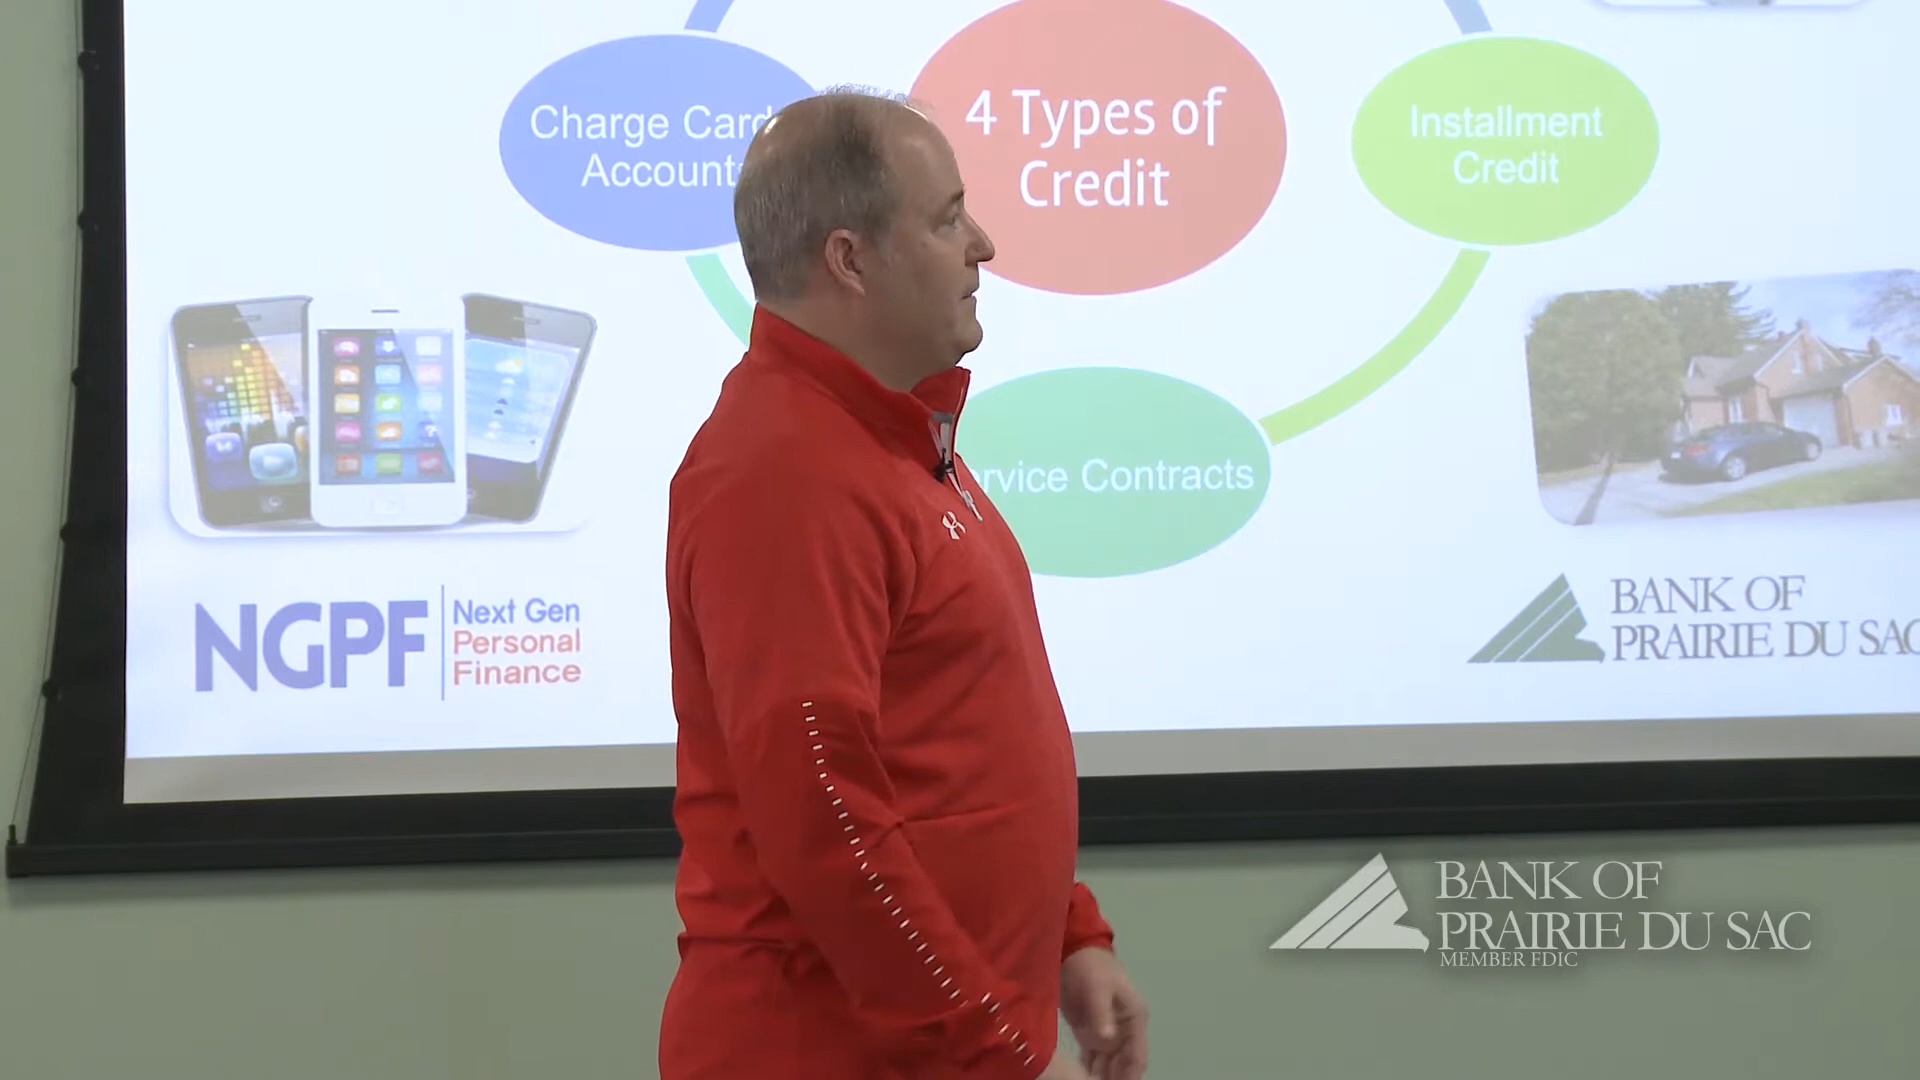 Charge Card
Account
4 Types of
Credit
Installment
Credit
rvice Contracts
NGPF
Next Gen
Personal
Finance
BANK OF
PRAIRIE DU SAC
BANK OF
PRAIRIE DU SAC
MEMBER FDIC